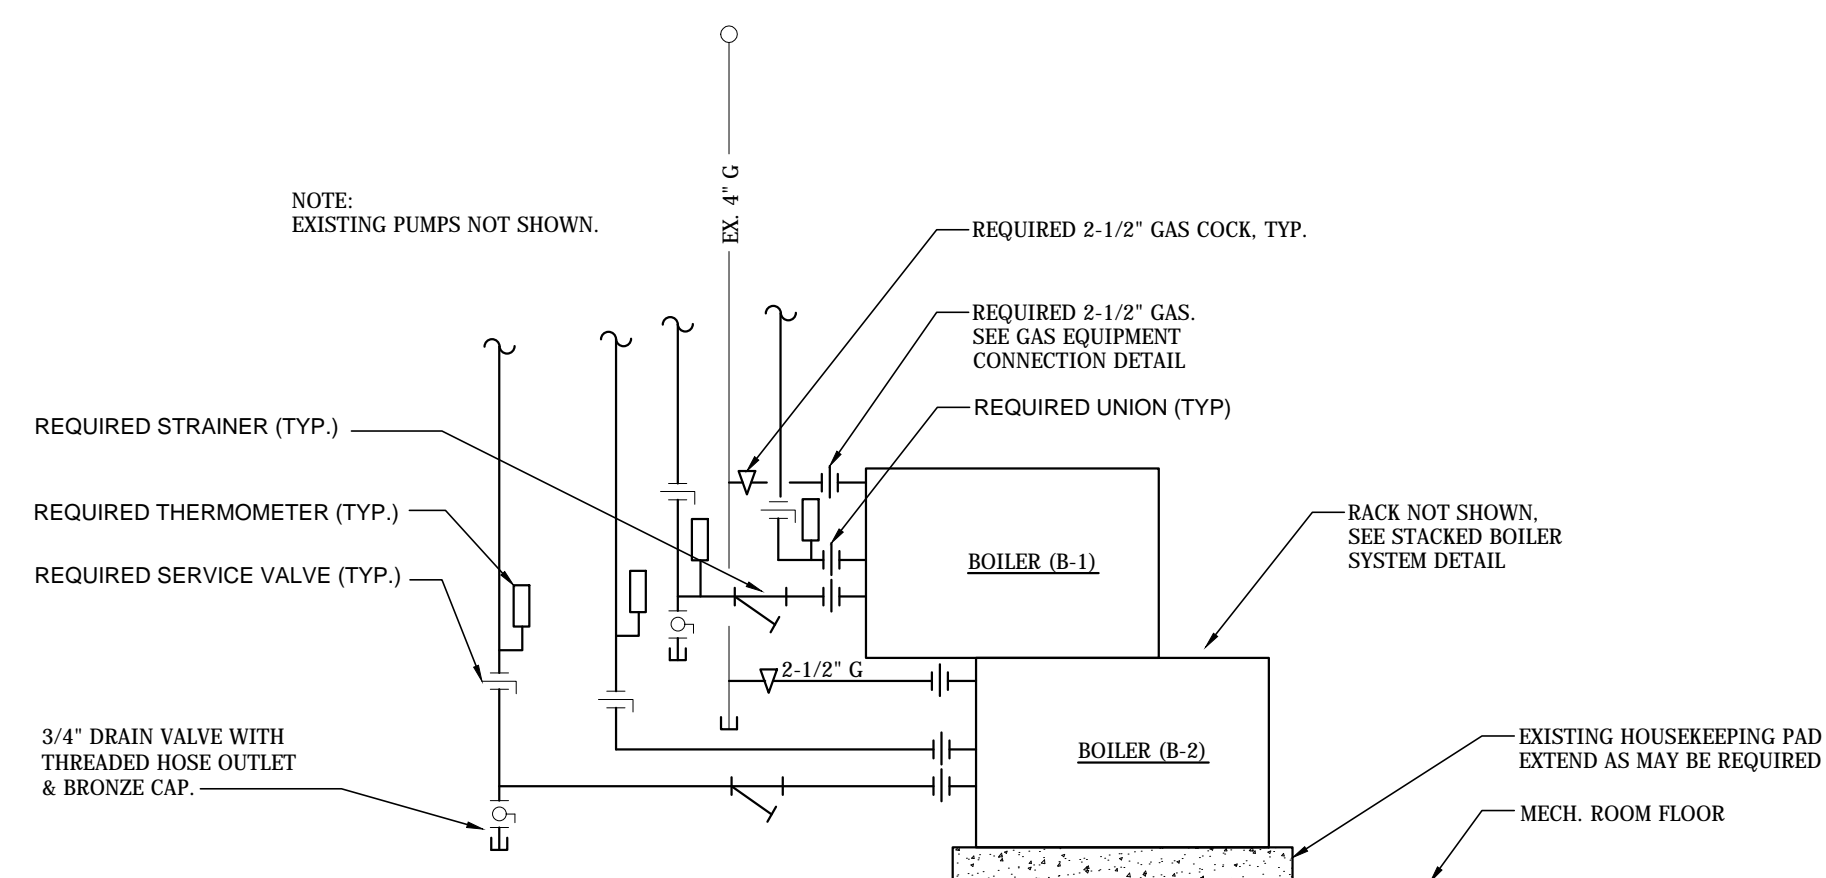 NOTE:
EXISTING PUMPS NOT SHOWN.
EX. 4" G
REQUIRED 2-1/2" GAS COCK, TYP.
REQUIRED 2-1/2" GAS.
SEE GAS EQUIPMENT
CONNECTION DETAIL
REQUIRED UNION (TYP)
REQUIRED STRAINER (TYP.)
REQUIRED THERMOMETER (TYP.)
REQUIRED SERVICE VALVE (TYP.)
RACK NOT SHOWN,
SEE STACKED BOILER
SYSTEM DETAIL
BOILER (B-1)
2-1/2" G
3/4" DRAIN VALVE WITH
THREADED HOSE OUTLET
& BRONZE CAP.
BOILER (B-2)
EXISTING HOUSEKEEPING PAD
EXTEND AS MAY BE REQUIRED
MECH. ROOM FLOOR